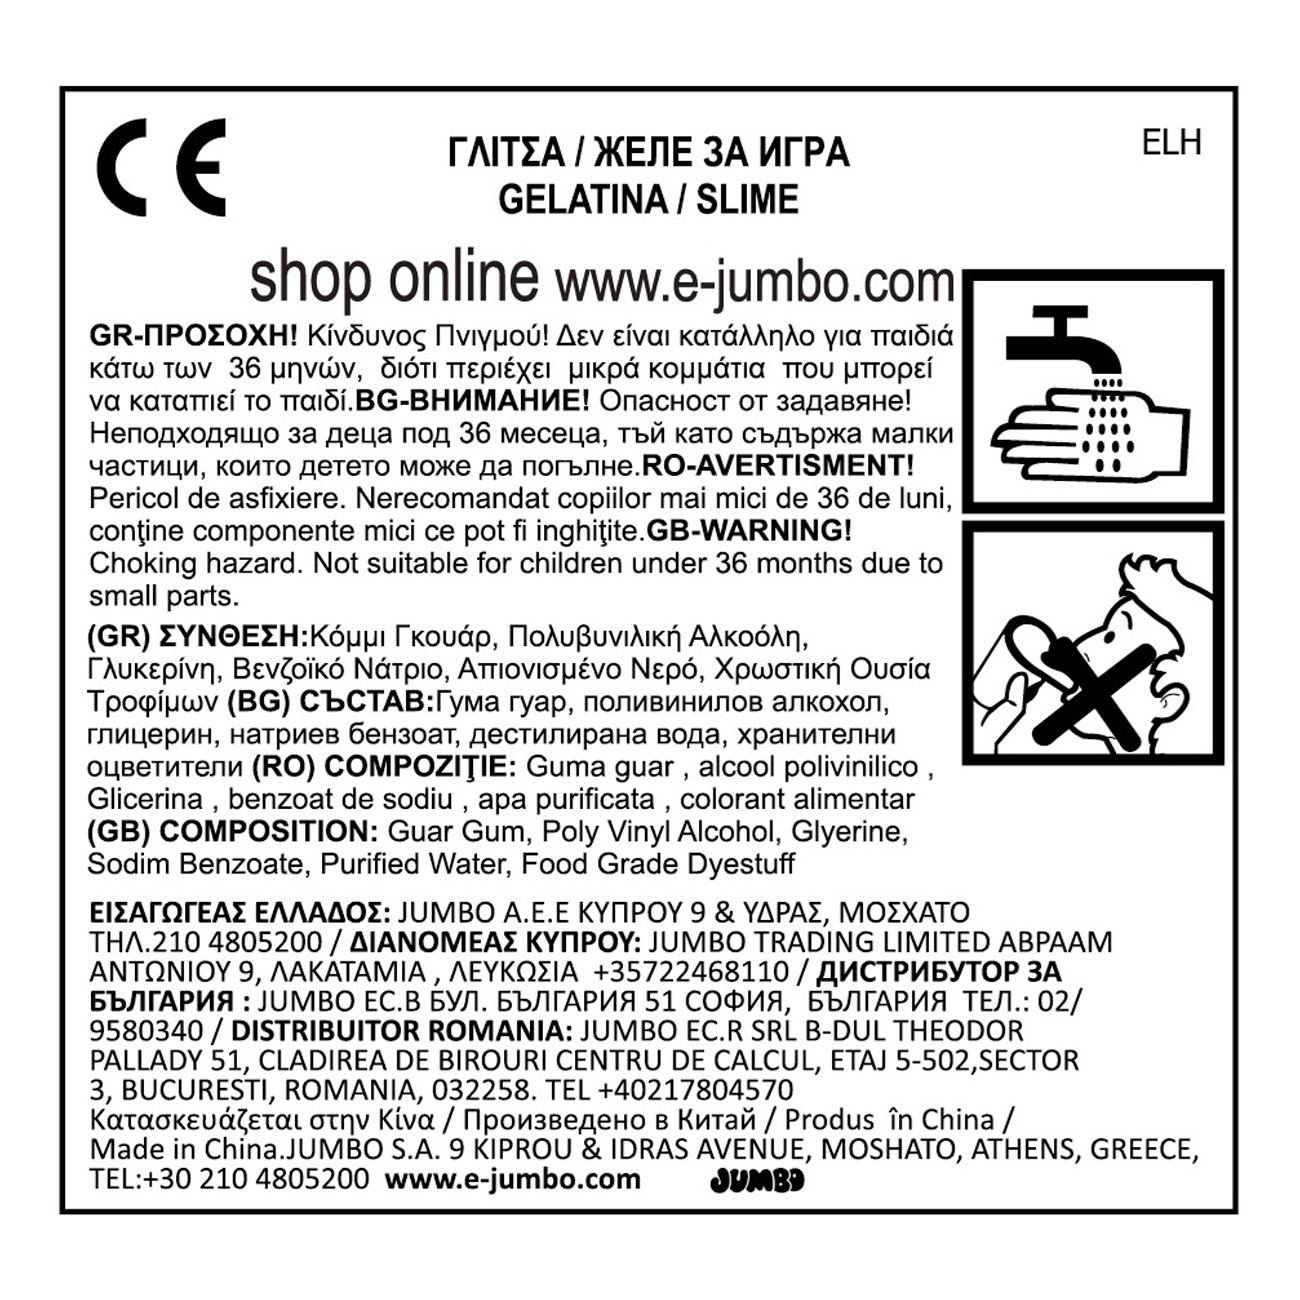 CE
ELH
ΓΛΙΤΣΑ / ЖЕЛЕ ЗА ИГРА
GELATINA / SLIME
shop online www.e-jumbo.com
GR-ΠΡΟΣΟΧΗ! Κίνδυνος Πνιγμού! Δεν είναι κατάλληλο για παιδιά
κάτω των 36 μηνών, διότι περιέχει μικρά κομμάτια που μπορεί
να καταπιεί το παιδί.BG-ВНИМАНИЕ! Опасност от задавяне!
Неподходящо за деца под 36 месеца, тъй като съдържа малки
частици, които детето може да погълне.RO-AVERTISMENT!
Pericol de asfixiere. Nerecomandat copiilor mai mici de 36 de luni,
conţine componente mici ce pot fi inghiţite.GB-WARNING!
Choking hazard. Not suitable for children under 36 months due to
small parts.
(GR) ΣΥΝΘΕΣΗ:Κόμμι Γκουάρ, Πολυβυνιλική Αλκοόλη,
Γλυκερίνη, Βενζοϊκό Νάτριο, Απιονισμένο Νερό, Χρωστική Ουσία
Τροφίμων (BG) СЪСТАВ:Гума гуар, поливинилов алкохол,
глицерин, натриев бензоат, дестилирана вода, хранителни
оцветители (RO) COMPOZIŢIE: Guma guar , alcool polivinilico ,
Glicerina , benzoat de sodiu , apa purificata , colorant alimentar
(GB) COMPOSITION: Guar Gum, Poly Vinyl Alcohol, Glyerine,
Sodim Benzoate, Purified Water, Food Grade Dyestuff
ΕΙΣΑΓΩΓΕΑΣ ΕΛΛΑΔΟΣ: JUMBO A.E.E ΚΥΠΡΟΥ 9 & ΥΔΡΑΣ, ΜΟΣΧΑΤΟ
ΤΗΛ.210 4805200 / ΔΙΑΝΟΜΕΑΣ ΚΥΠΡΟΥ: JUMBO TRADING LIMITED ΑΒΡΑΑΜ
ΑΝΤΩΝΙΟΥ 9, ΛΑΚΑΤΑΜΙΑ , ΛΕΥΚΩΣΙΑ +35722468110 / ДИСТРИБУТОР ЗА
БЪЛГАРИЯ : JUMBO EC.B БУЛ. БЪЛГАРИЯ 51 СОФИЯ, БЪЛГАРИЯ ТЕЛ.: 02/
9580340 / DISTRIBUITOR ROMANIA: JUMBO EC.R SRL B-DUL THEODOR
PALLADY 51, CLADIREA DE BIROURI CENTRU DE CALCUL, ETAJ 5-502,SECTOR
3, BUCURESTI, ROMANIA, 032258. TEL +40217804570
Κατασκευάζεται στην Κίνα / Произведено в Китай / Produs în China /
Made in China.JUMBO S.A. 9 KIPROU & IDRAS AVENUE, MOSHATO, ATHENS, GREECE,
TEL:+30 210 4805200 www.e-jumbo.com JUMBO